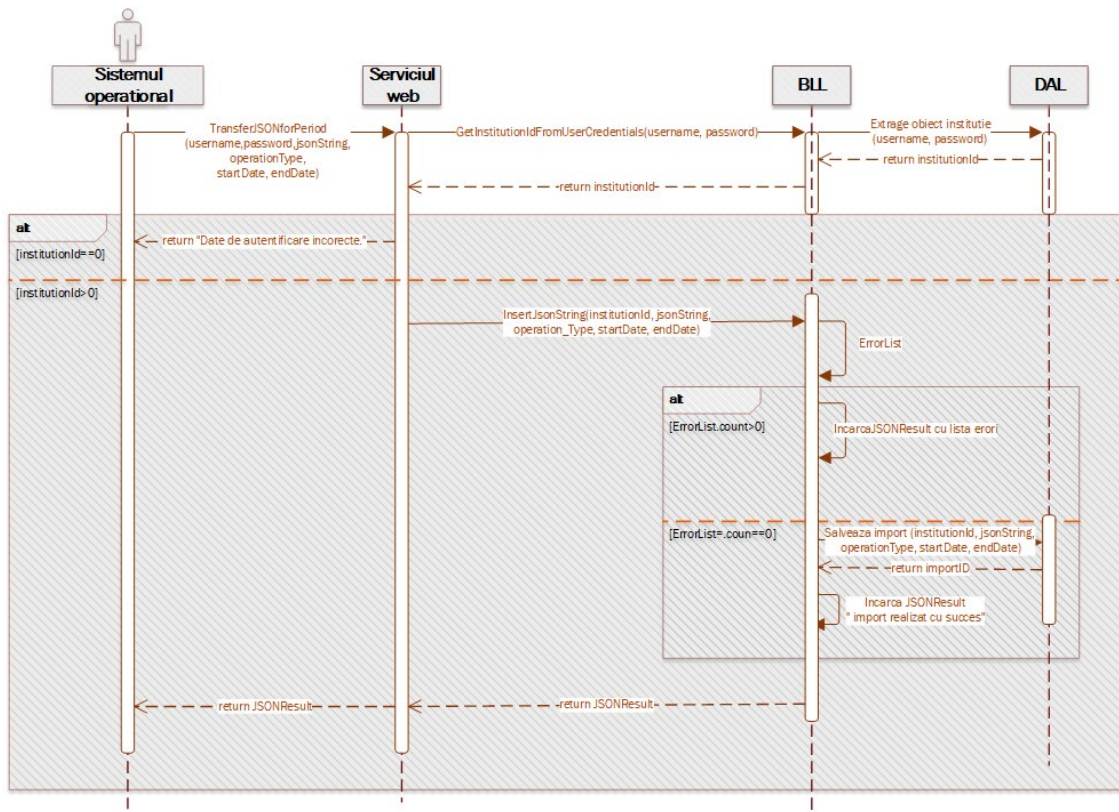 Sistemul
operational
Serviciul
web
BLL
DAL
TransferJSONforPeriod
(username,password,jsonString,
operationType,
startDate, endDate)
GetInstitutionIdFromUserCredentials(username, password)
Extrage obiect institutie
(username, password)
return institutionId
return institutionId
alt
return "Date de autentificare incorecte."
[institutionId==0]
[institutionId>0]
InsertJsonString(institutionId, jsonString,
operation_Type, startDate, endDate)
ErrorList
alt
[ErrorList.count>0]
IncarcaJSONResult cu lista erori
[ErrorList=.coun==0]
Salveaza import (institutionId, jsonString,
operationType, startDate, endDate)
return importID
Incarca JSONResult
" import realizat cu succes"
return JSONResult
return JSONResult